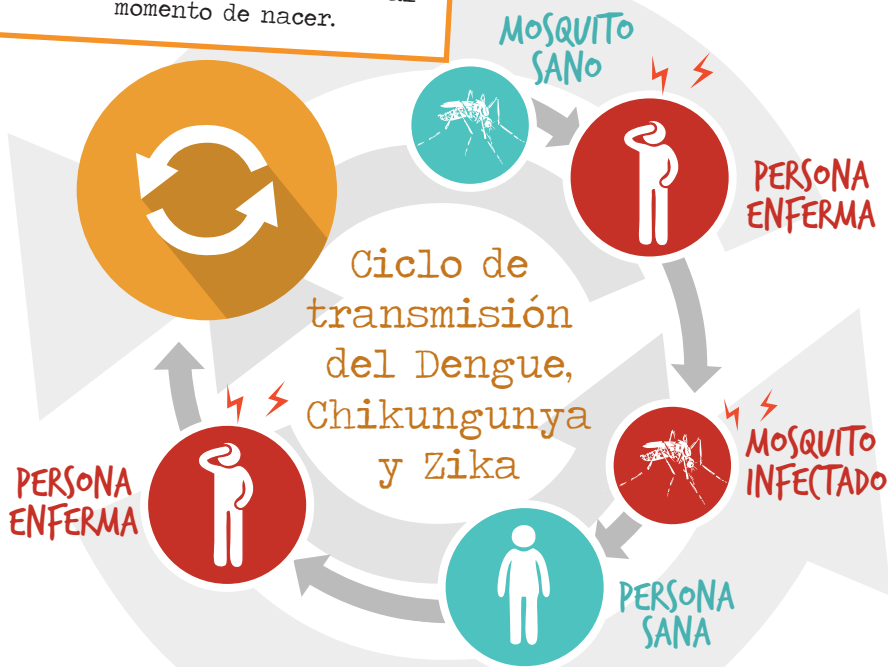 momento de nacer.
MOSQUITO
SANO
PERSONA
ENFERMA
Ciclo de
transmisión
del Dengue,
Chikungunya
y Zika
MOSQUITO
INFECTADO
PERSONA
SANA
PERSONA
ENFERMA